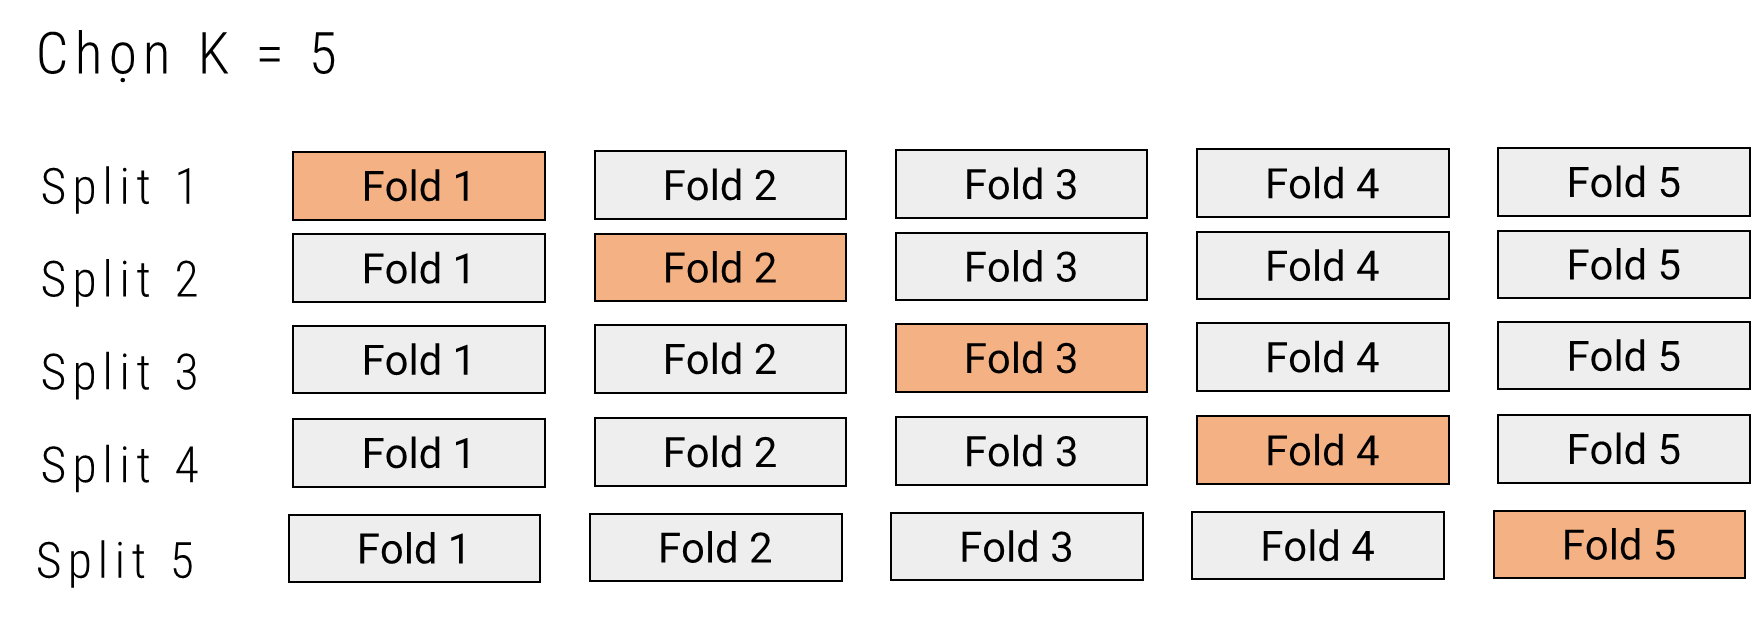 Chọn K = 5
Split 1 Fold 1 Fold 2 Fold 3 Fold 4 Fold 5
Split 2 Fold 1 Fold 2 Fold 3 Fold 4 Fold 5
Split 3 Fold 1 Fold 2 Fold 3 Fold 4 Fold 5
Split 4 Fold 1 Fold 2 Fold 3 Fold 4 Fold 5
Split 5 Fold 1 Fold 2 Fold 3 Fold 4 Fold 5